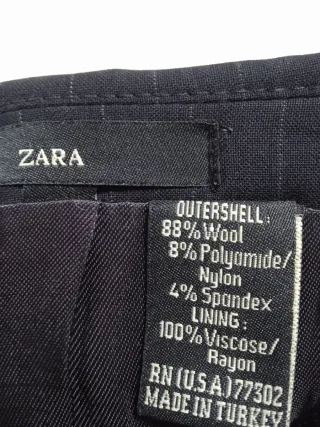 ZARA
OUTERSHELL:
88% Wool
8% Polyamide/
Nylon
4% Spandex
LINING:
100% Viscose/
Rayon
RN (U.S.A.) 77302
MADE IN TURKEY